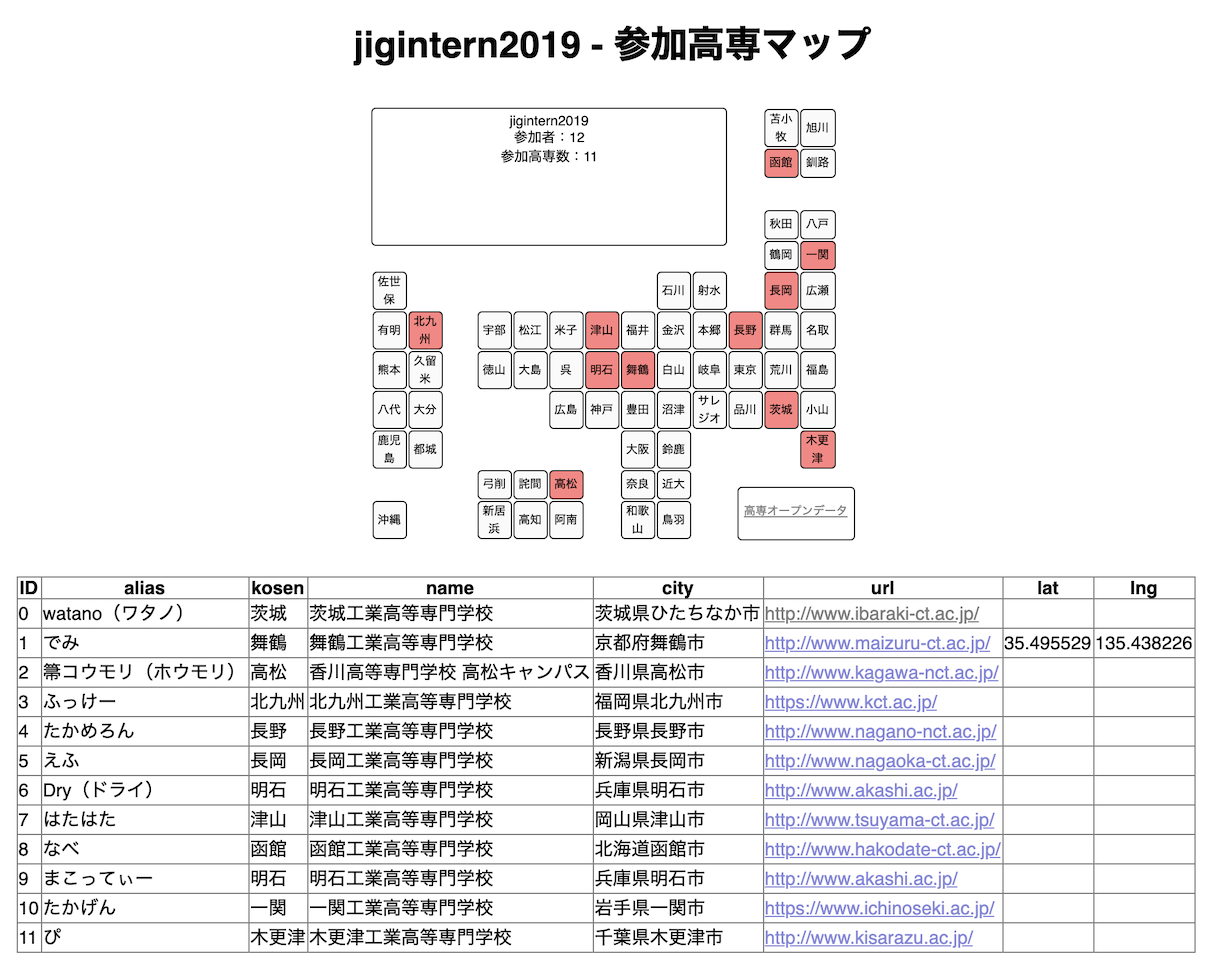 jigintern2019 - 参加高専マップ
jigintern2019
参加者：12
参加高専数：11
苫小牧 旭川
函館 釧路
秋田 八戸
鶴岡 一関
佐世保 石川 射水 長岡 広瀬
有明 北九州 宇部 松江 米子 津山 福井 金沢 本郷 長野 群馬 名取
熊本 久留米 徳山 大島 呉 明石 舞鶴 白山 岐阜 東京 荒川 福島
八代 大分 広島 神戸 豊田 沼津 サレジオ 品川 茨城 小山
鹿児島 都城 大阪 鈴鹿 木更津
弓削 詫間 高松 奈良 近大
沖縄 新居浜 高知 阿南 和歌山 鳥羽
高専オープンデータ
ID alias kosen name city url lat lng
0 watano（ワタノ） 茨城 茨城工業高等専門学校 茨城県ひたちなか市 http://www.ibaraki-ct.ac.jp/
1 でみ 舞鶴 舞鶴工業高等専門学校 京都府舞鶴市 http://www.maizuru-ct.ac.jp/ 35.495529 135.438226
2 箒コウモリ（ホウモリ） 高松 香川高等専門学校 高松キャンパス 香川県高松市 http://www.kagawa-nct.ac.jp/
3 ふっけー 北九州 北九州工業高等専門学校 福岡県北九州市 https://www.kct.ac.jp/
4 たかめろん 長野 長野工業高等専門学校 長野県長野市 http://www.nagano-nct.ac.jp/
5 えふ 長岡 長岡工業高等専門学校 新潟県長岡市 http://www.nagaoka-ct.ac.jp/
6 Dry（ドライ） 明石 明石工業高等専門学校 兵庫県明石市 http://www.akashi.ac.jp/
7 はたはた 津山 津山工業高等専門学校 岡山県津山市 http://www.tsuyama-ct.ac.jp/
8 なべ 函館 函館工業高等専門学校 北海道函館市 http://www.hakodate-ct.ac.jp/
9 まこってぃー 明石 明石工業高等専門学校 兵庫県明石市 http://www.akashi.ac.jp/
10 たかげん 一関 一関工業高等専門学校 岩手県一関市 https://www.ichinoseki.ac.jp/
11 ぴ 木更津 木更津工業高等専門学校 千葉県木更津市 http://www.kisarazu.ac.jp/